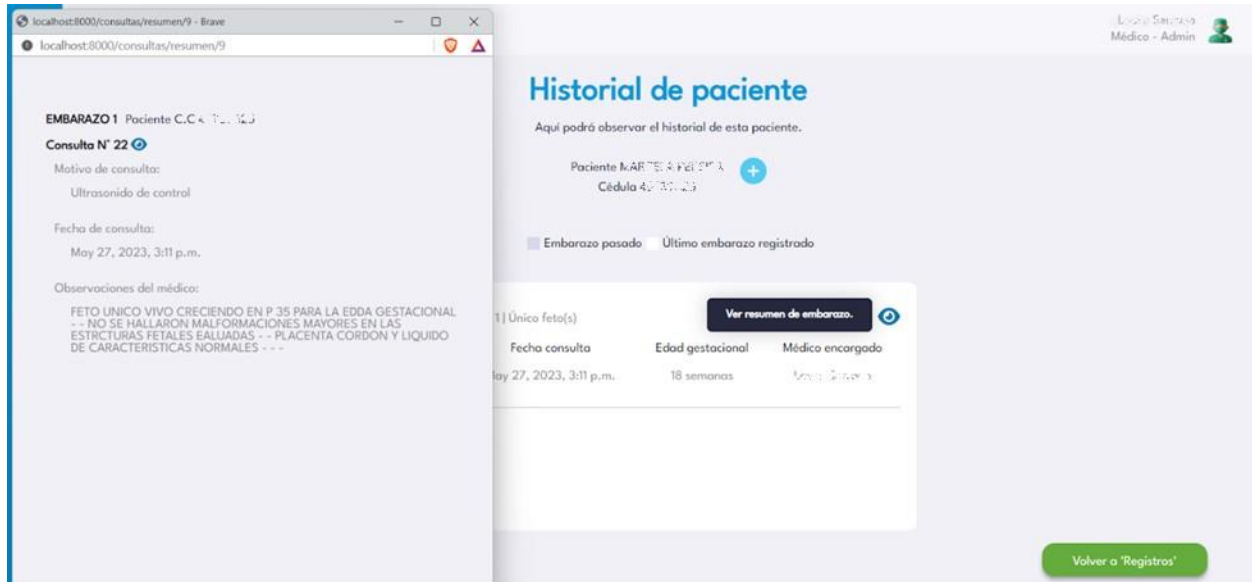 localhost:8000/consultas/resumen/9 - Brave
localhost:8000/consultas/resumen/9
EMBARAZO 1 Paciente C.C
Consulta N° 22
Motivo de consulta:
Ultrasonido de control
Fecha de consulta:
May 27, 2023, 3:11 p.m.
Observaciones del médico:
FETO UNICO VIVO CRECIENDO EN P 35 PARA LA EDDA GESTACIONAL
- - NO SE HALLARON MALFORMACIONES MAYORES EN LAS
ESTRCTURAS FETALES EALUADAS - - PLACENTA CORDON Y LIQUIDO
DE CARACTERISTICAS NORMALES - - -
Médico - Admin
Historial de paciente
Aquí podrá observar el historial de esta paciente.
Paciente
Cédula
Embarazo pasado Último embarazo registrado
1 | Único feto(s)
Ver resumen de embarazo.
Fecha consulta Edad gestacional Médico encargado
ay 27, 2023, 3:11 p.m. 18 semanas
Volver a 'Registros'